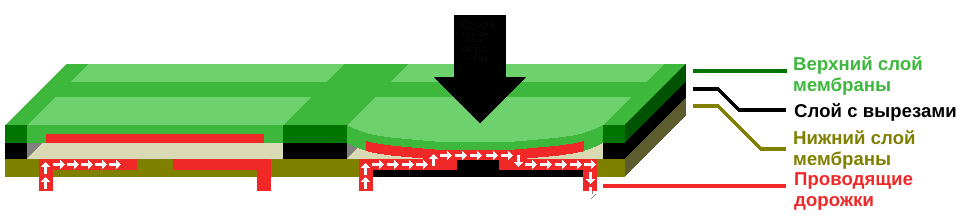 Верхний слой
мембраны
Слой с вырезами
Нижний слой
мембраны
Проводящие
дорожки